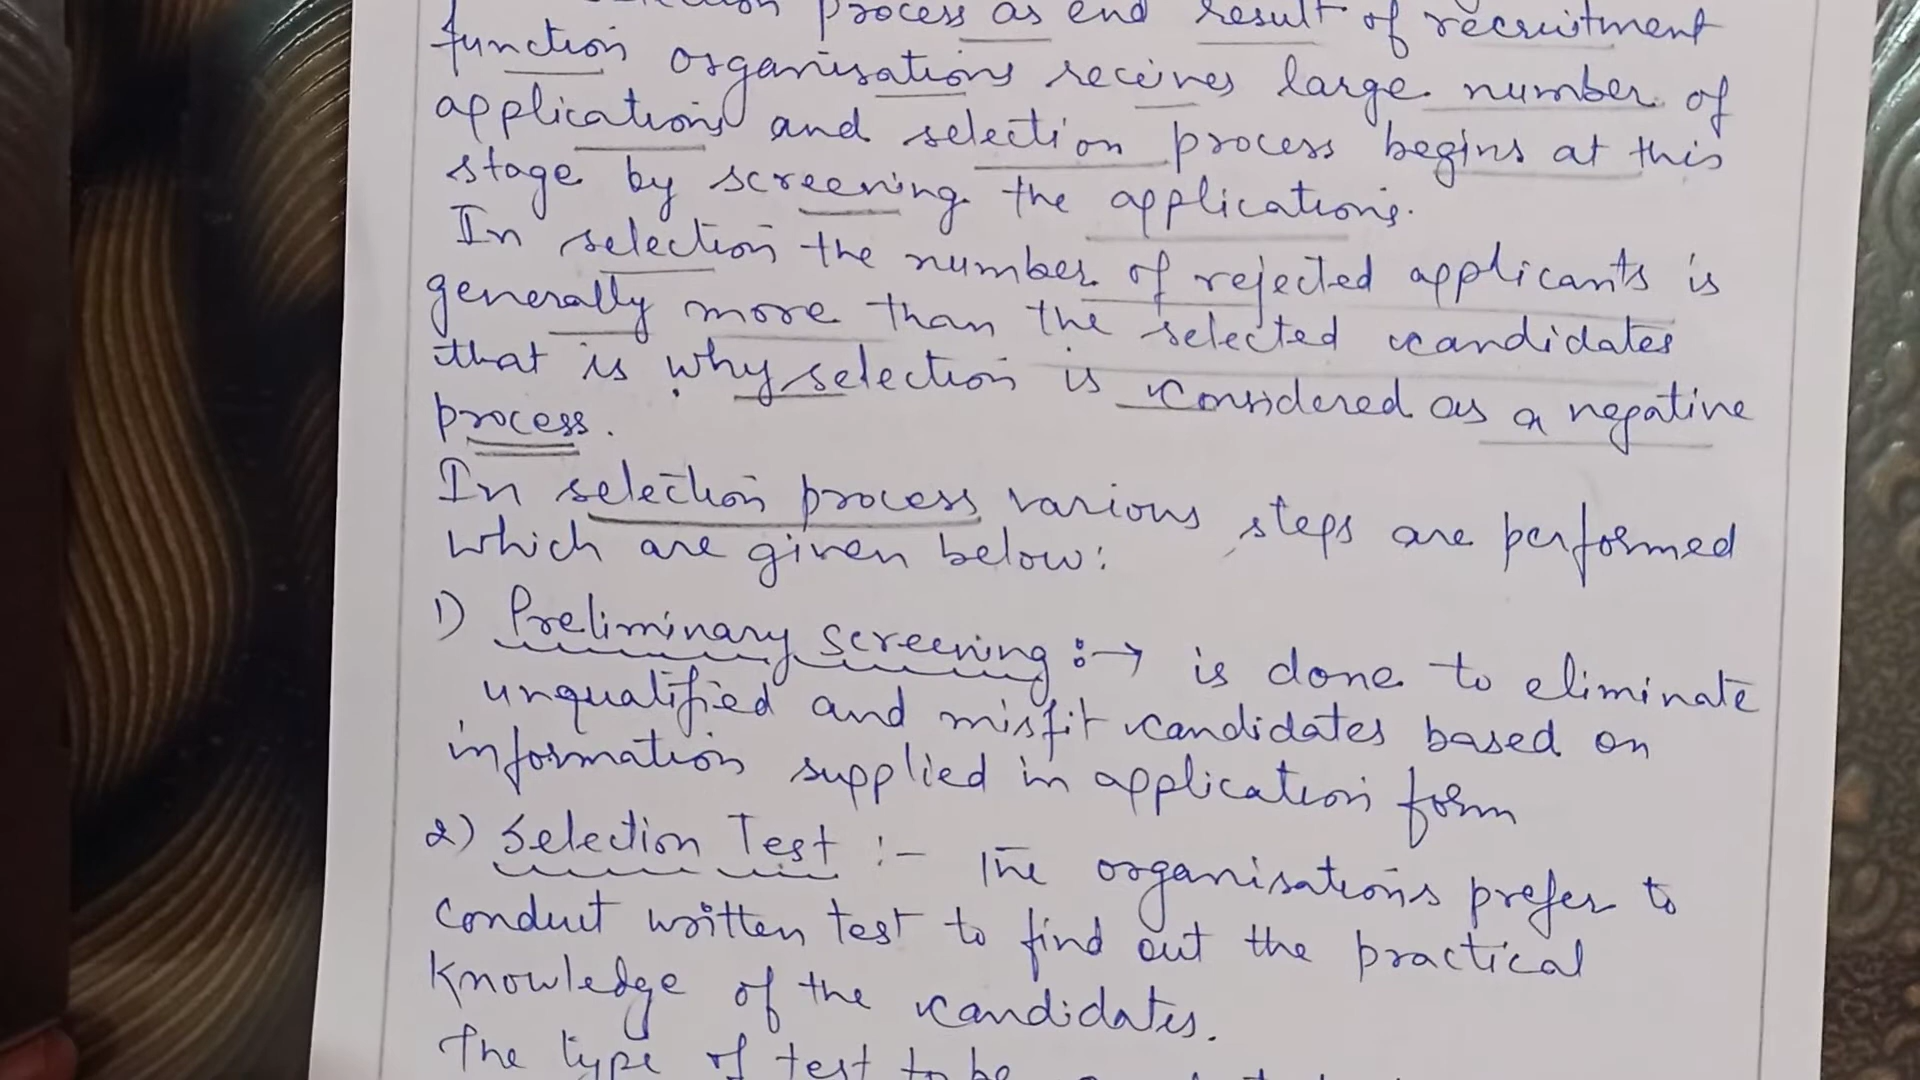 process as end result of recruitment
function organisations receives large number of
applications and selection process begins at this
stage by screening the applications.
In selection the number of rejected applicants is
generally more than the selected candidates
that is why selection is considered as a negative
process.
In selection process various steps are performed
which are given below:
1) Preliminary Screening :→ is done to eliminate
unqualified and misfit candidates based on
information supplied in application form
2) Selection Test :- The organisations prefer to
conduct written test to find out the practical
knowledge of the candidates.
The type of test to be